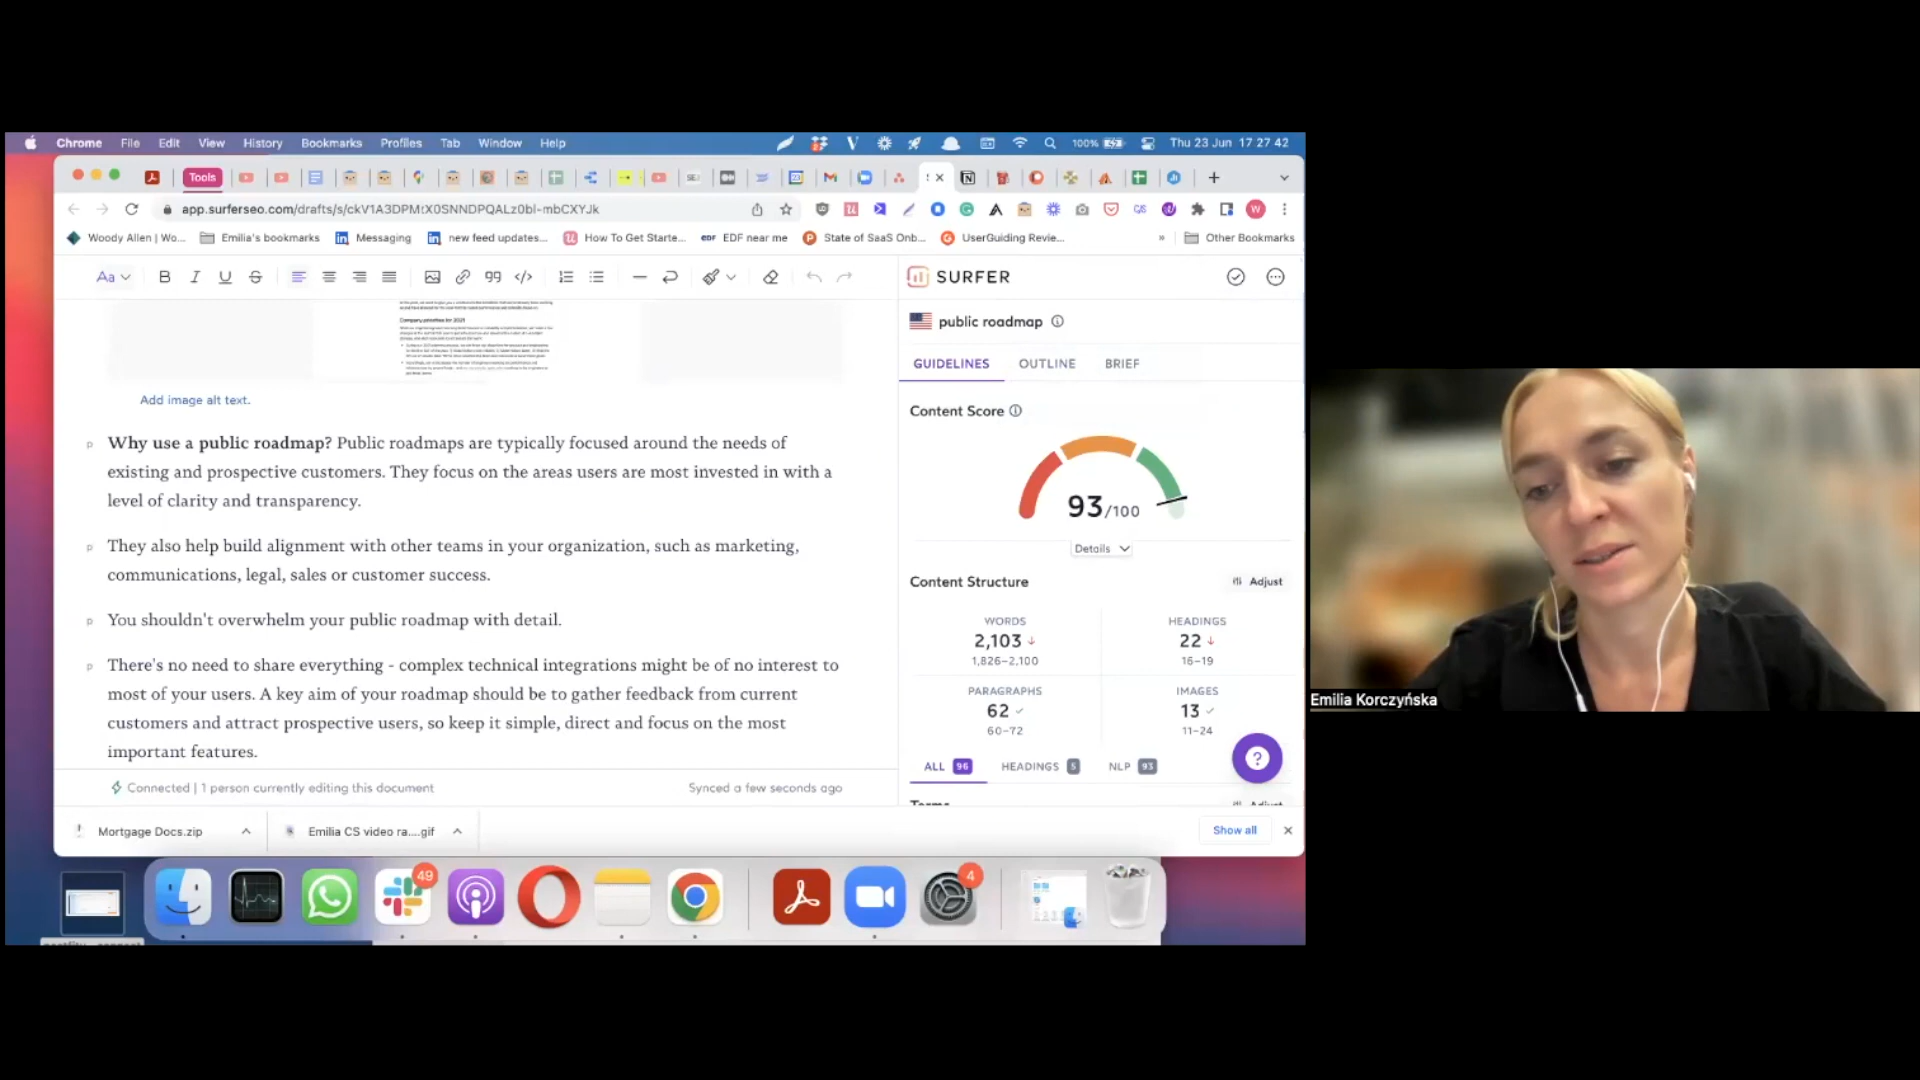 Chrome File Edit View History Bookmarks Profiles Tab Window Help 100% Thu 23 Jun 17 27 42
Tools
app.surferseo.com/drafts/s/ckV1A3DPMtX0SNNDPQALz0bl-mbCXYJk
Woody Allen | Wo... Emilia's bookmarks Messaging new feed updates... How To Get Starte... EDF near me State of SaaS Onb... UserGuiding Revie... » Other Bookmarks
Aa B I U S
SURFER
public roadmap
GUIDELINES OUTLINE BRIEF
Company priorities for 2021
Add image alt text.
Why use a public roadmap? Public roadmaps are typically focused around the needs of
existing and prospective customers. They focus on the areas users are most invested in with a
level of clarity and transparency.
They also help build alignment with other teams in your organization, such as marketing,
communications, legal, sales or customer success.
You shouldn't overwhelm your public roadmap with detail.
There's no need to share everything - complex technical integrations might be of no interest to
most of your users. A key aim of your roadmap should be to gather feedback from current
customers and attract prospective users, so keep it simple, direct and focus on the most
important features.
Connected | 1 person currently editing this document Synced a few seconds ago
Content Score
93/100
Details
Content Structure Adjust
WORDS HEADINGS
2,103 ↓ 22 ↓
1,826–2,100 16–19
PARAGRAPHS IMAGES
62 13
60–72 11–24
ALL 96 HEADINGS 5 NLP 93
Terms Adjust
Mortgage Docs.zip Emilia CS video ra....gif Show all
49
4
Emilia Korczyńska